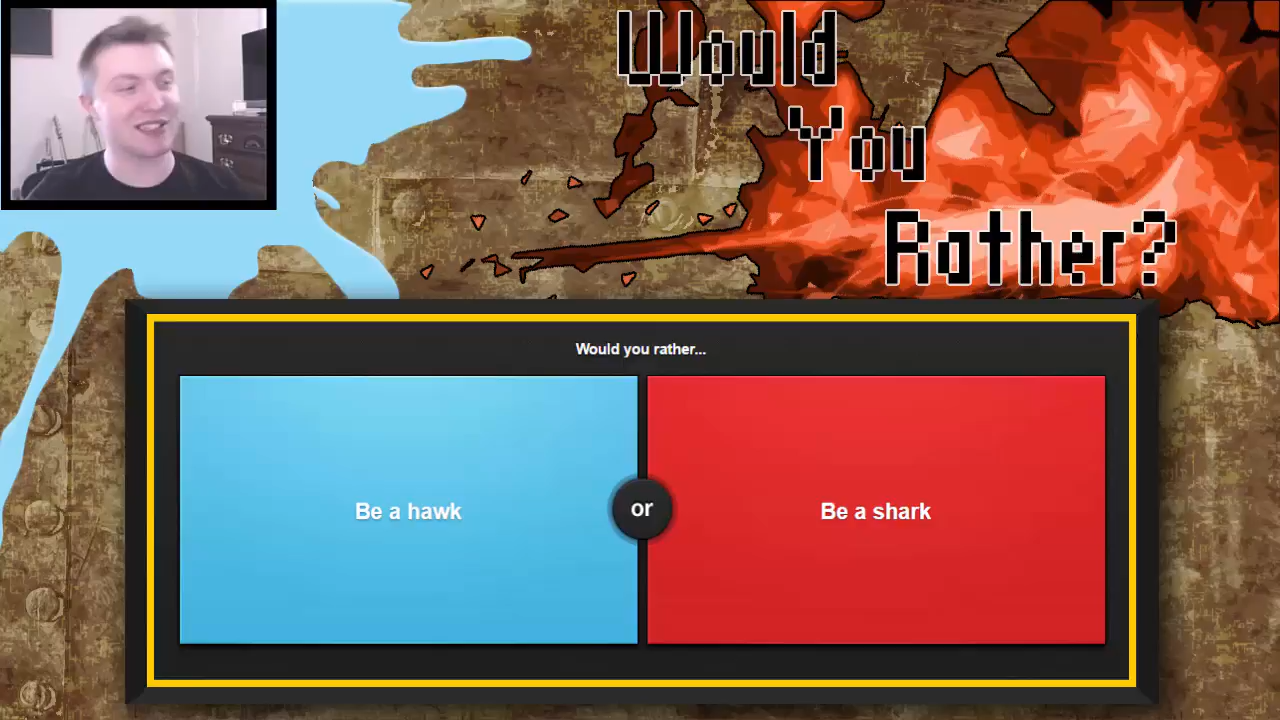 Would
You
Rather?
Would you rather...
Be a hawk
or
Be a shark